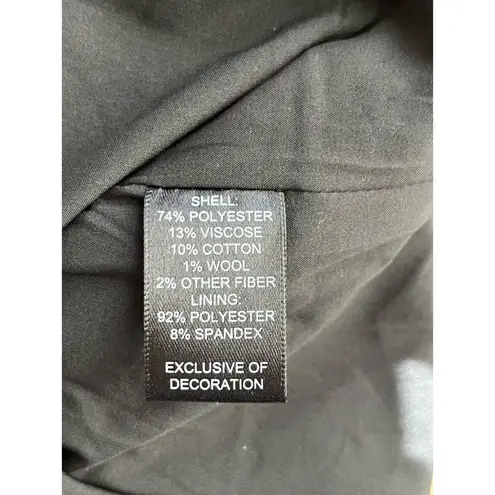 SHELL:
74% POLYESTER
13% VISCOSE
10% COTTON
1% WOOL
2% OTHER FIBER
LINING:
92% POLYESTER
8% SPANDEX
EXCLUSIVE OF
DECORATION